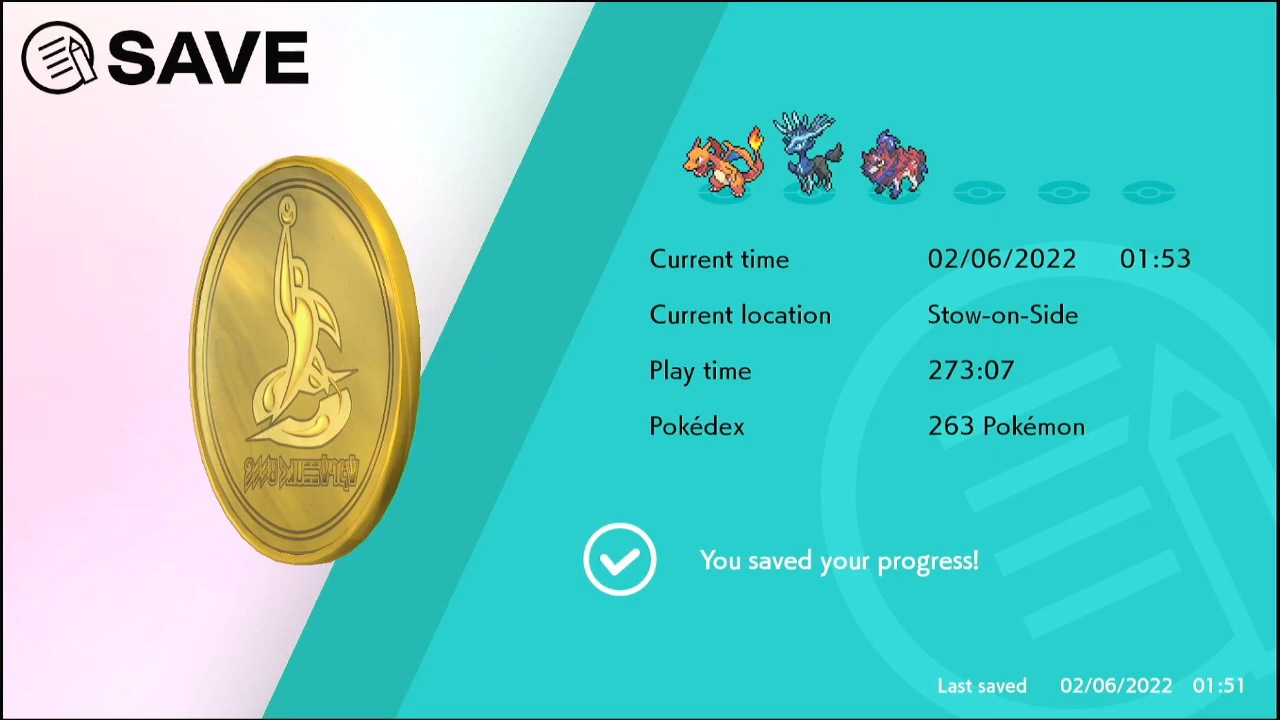 SAVE
Current time 02/06/2022 01:53
Current location Stow-on-Side
Play time 273:07
Pokédex 263 Pokémon
You saved your progress!
Last saved 02/06/2022 01:51